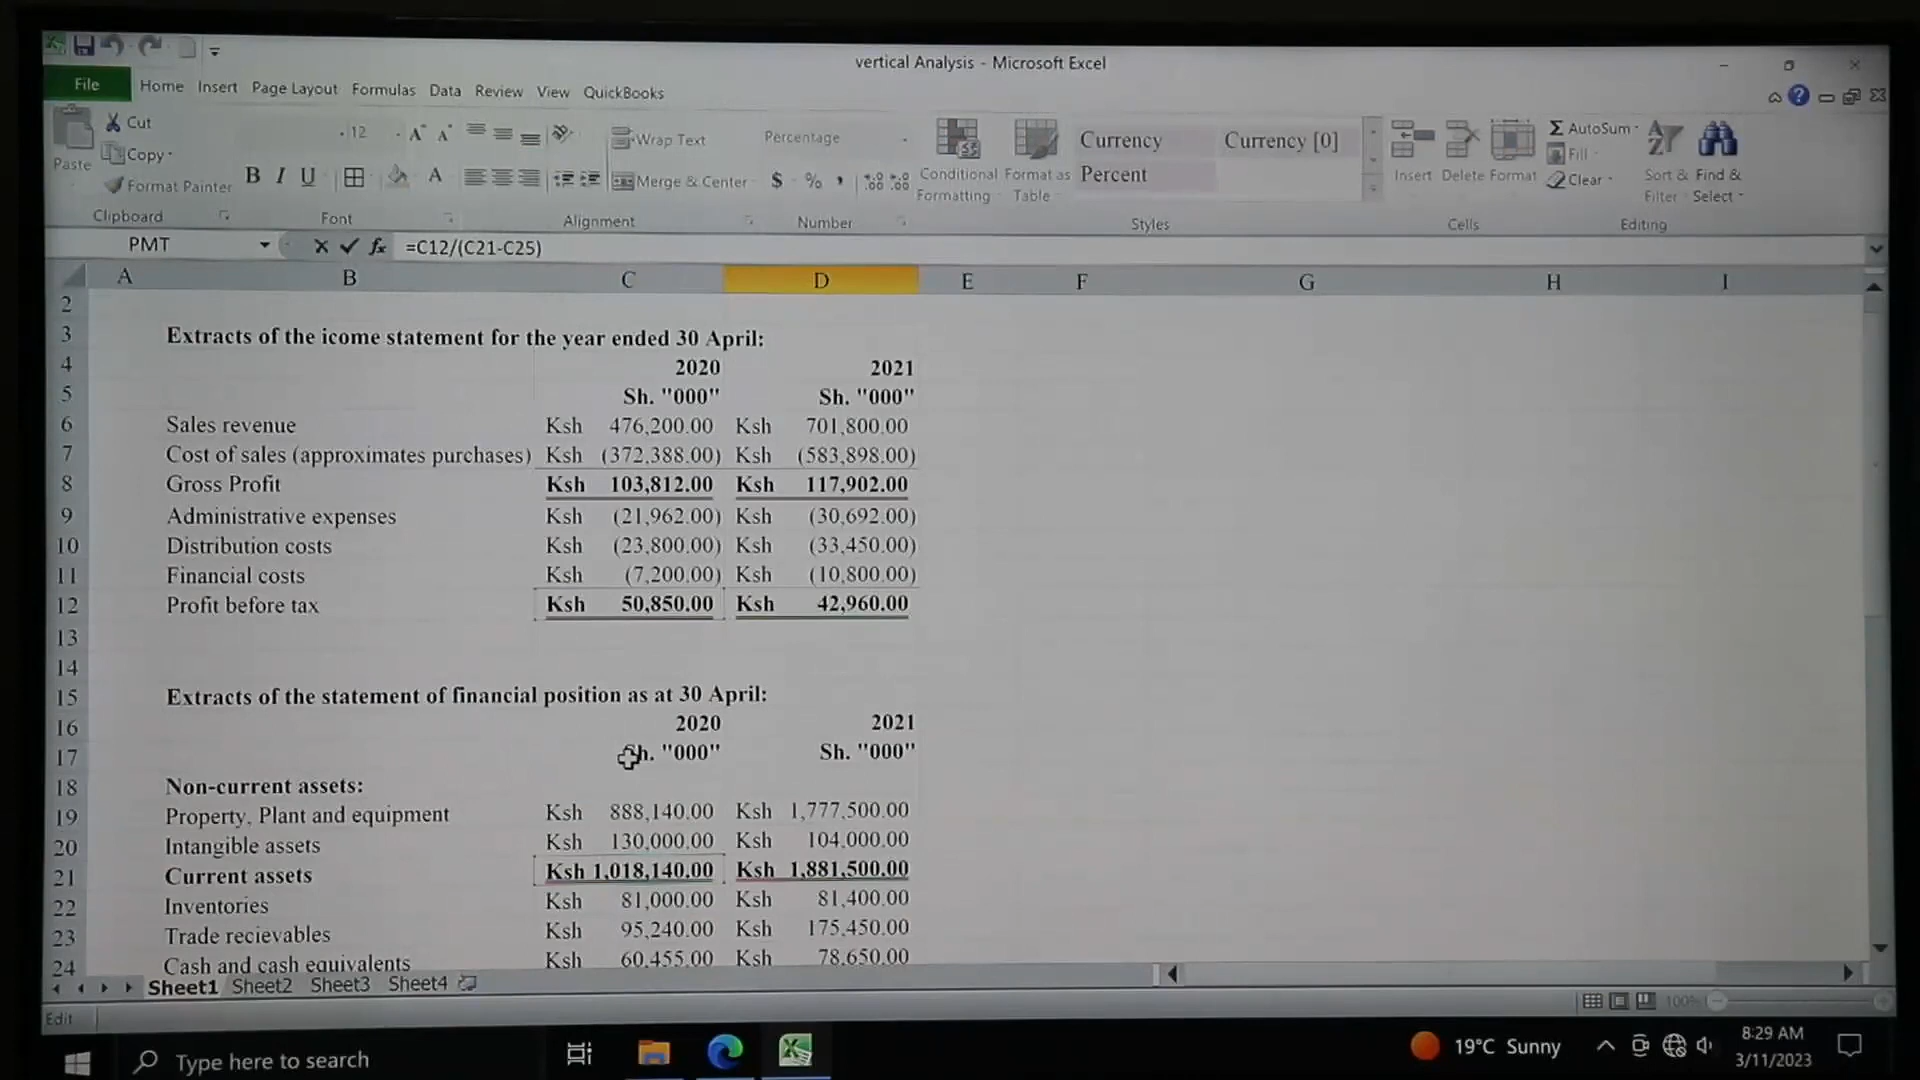 vertical Analysis - Microsoft Excel
File Home Insert Page Layout Formulas Data Review View QuickBooks
Paste Cut Copy Format Painter
Clipboard
12
B I U A
Font
Wrap Text
Merge & Center
Alignment
Percentage
$ % ,
Number
Conditional Formatting
Format as Table
Currency Currency [0]
Percent
Styles
Insert Delete Format
Cells
Σ AutoSum
Fill
Clear
Sort & Filter
Find & Select
Editing
PMT fx =C12/(C21-C25)
A B C D E F G H I
2
3 Extracts of the icome statement for the year ended 30 April:
4 2020 2021
5 Sh. "000" Sh. "000"
6 Sales revenue Ksh 476,200.00 Ksh 701,800.00
7 Cost of sales (approximates purchases) Ksh (372,388.00) Ksh (583,898.00)
8 Gross Profit Ksh 103,812.00 Ksh 117,902.00
9 Administrative expenses Ksh (21,962.00) Ksh (30,692.00)
10 Distribution costs Ksh (23,800.00) Ksh (33,450.00)
11 Financial costs Ksh (7,200.00) Ksh (10,800.00)
12 Profit before tax Ksh 50,850.00 Ksh 42,960.00
13
14
15 Extracts of the statement of financial position as at 30 April:
16 2020 2021
17 Sh. "000" Sh. "000"
18 Non-current assets:
19 Property, Plant and equipment Ksh 888,140.00 Ksh 1,777,500.00
20 Intangible assets Ksh 130,000.00 Ksh 104,000.00
21 Current assets Ksh 1,018,140.00 Ksh 1,881,500.00
22 Inventories Ksh 81,000.00 Ksh 81,400.00
23 Trade recievables Ksh 95,240.00 Ksh 175,450.00
24 Cash and cash equivalents Ksh 60,455.00 Ksh 78,650.00
Sheet1 Sheet2 Sheet3 Sheet4
Edit 100%
Type here to search
19°C Sunny
8:29 AM
3/11/2023